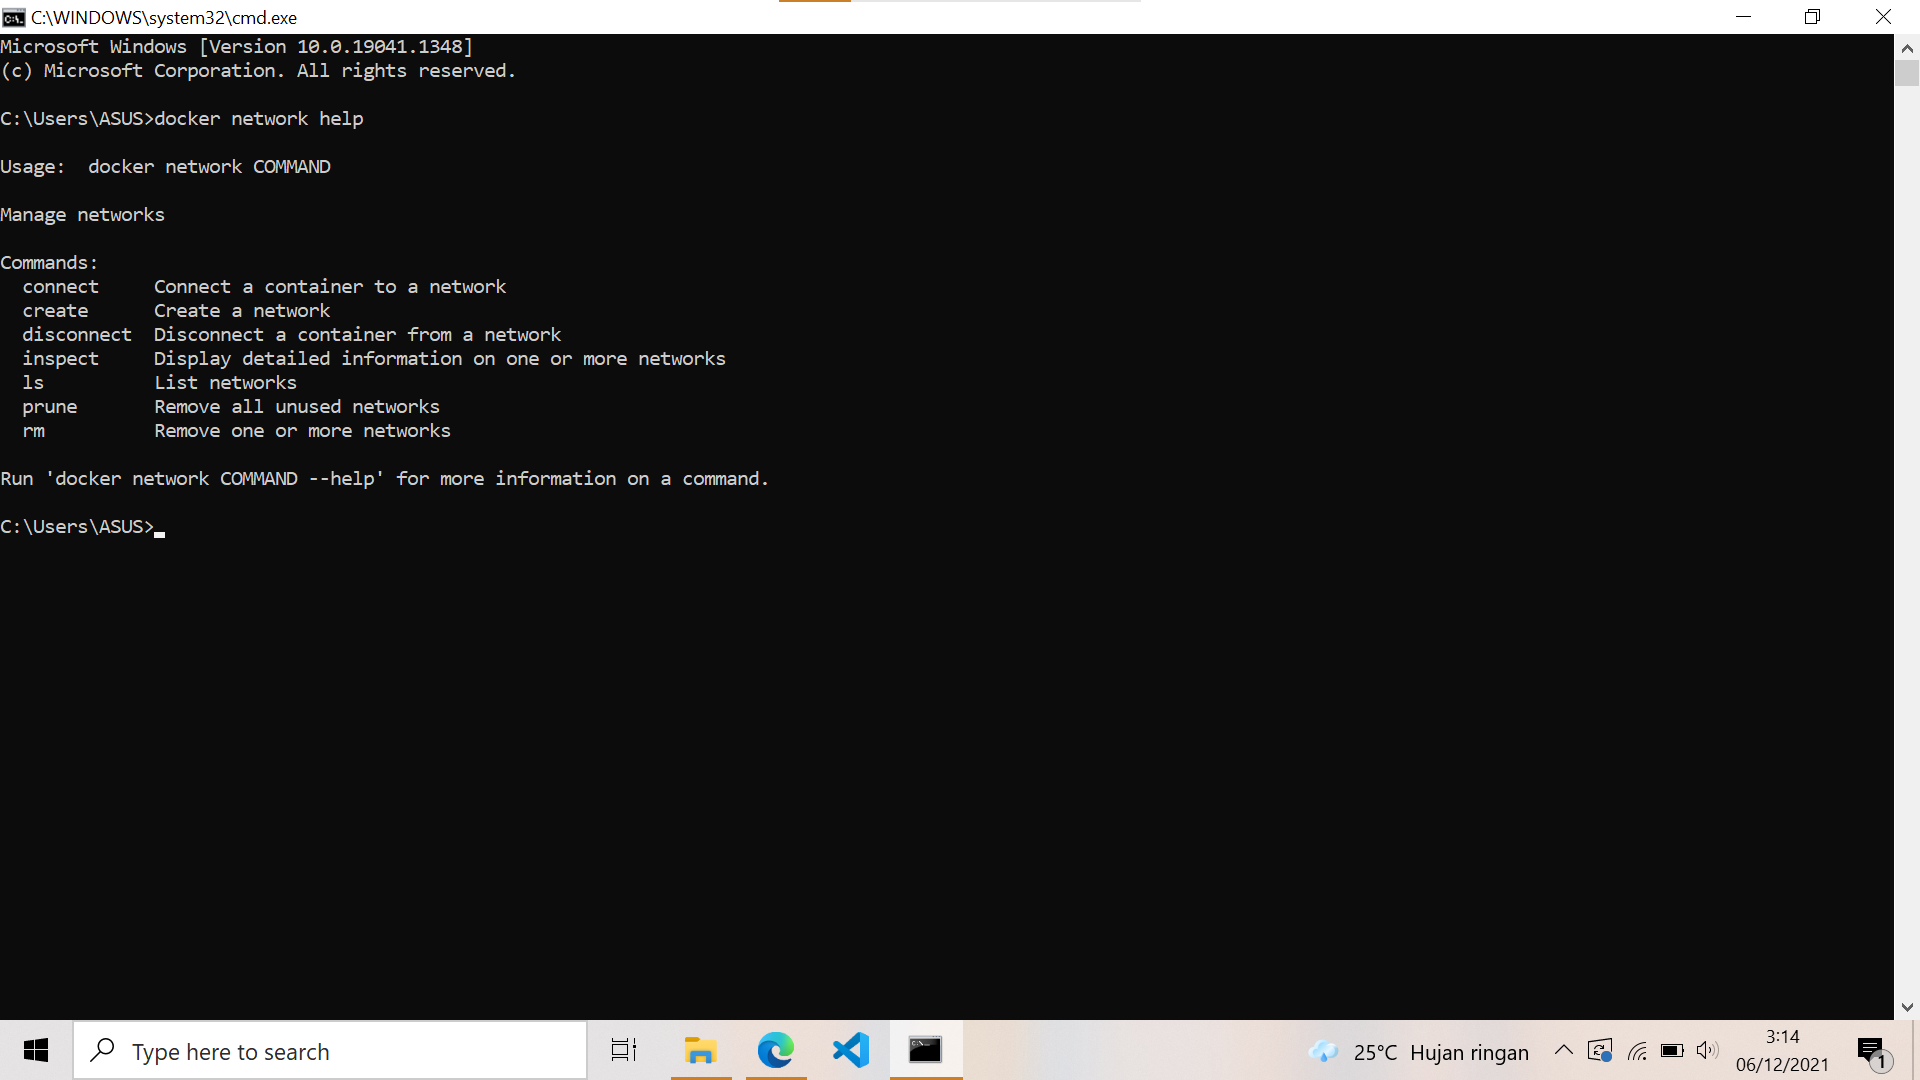 C:\WINDOWS\system32\cmd.exe
Microsoft Windows [Version 10.0.19041.1348]
(c) Microsoft Corporation. All rights reserved.
C:\Users\ASUS>docker network help
Usage:  docker network COMMAND
Manage networks
Commands:
  connect     Connect a container to a network
  create      Create a network
  disconnect  Disconnect a container from a network
  inspect     Display detailed information on one or more networks
  ls          List networks
  prune       Remove all unused networks
  rm          Remove one or more networks
Run 'docker network COMMAND --help' for more information on a command.
C:\Users\ASUS>
Type here to search
25°C Hujan ringan
3:14
06/12/2021
1